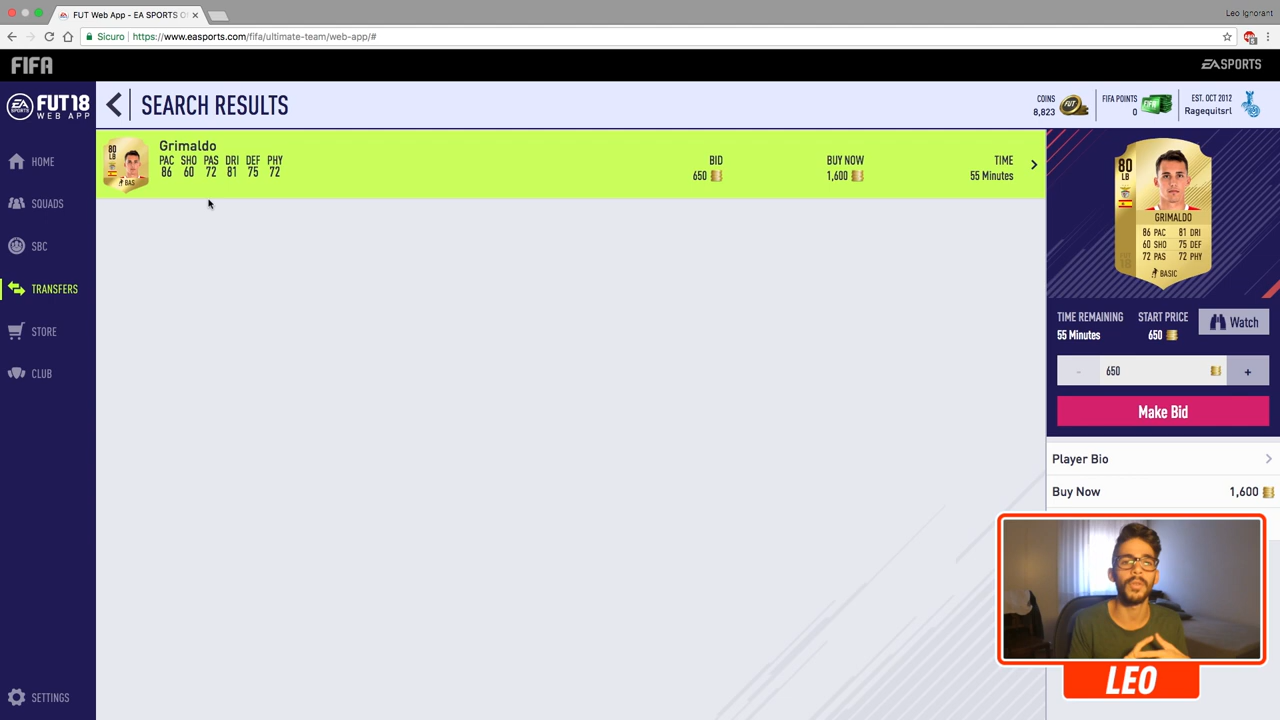 FUT Web App - EA SPORTS O
Leo Ignorant
Sicuro
https://www.easports.com/fifa/ultimate-team/web-app/#
FIFA
EA SPORTS
EA SPORTS
FUT18
WEB APP
SEARCH RESULTS
COINS
8,823
FUT
FIFA POINTS
0
FIFA
EST. OCT 2012
Ragequitsrl
HOME
SQUADS
SBC
TRANSFERS
STORE
CLUB
SETTINGS
80
LB
BAS
Grimaldo
PAC SHO PAS DRI DEF PHY
86 60 72 81 75 72
BID
650
BUY NOW
1,600
TIME
55 Minutes
80
LB
GRIMALDO
86 PAC 81 DRI
60 SHO 75 DEF
72 PAS 72 PHY
BASIC
TIME REMAINING
55 Minutes
START PRICE
650
Watch
- 650 +
Make Bid
Player Bio
Buy Now 1,600
LEO